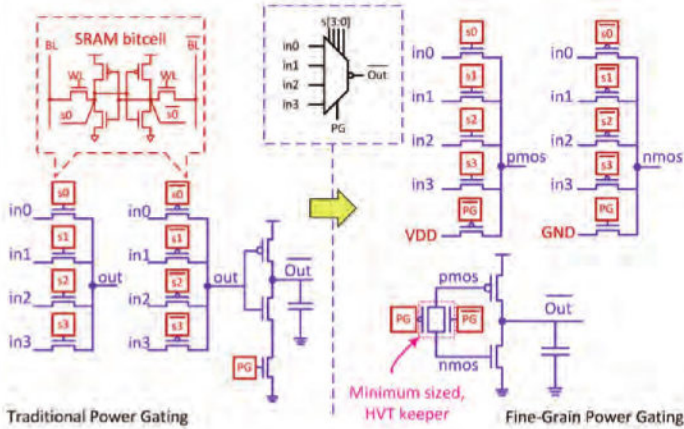 SRAM bitcell
BL
BL
WL
WL
s0
s0
s[3:0]
in0
in1
in2
in3
Out
PG
s0
in0
s1
in1
s2
in2
s3
in3
out
s0
in0
s1
in1
s2
in2
s3
in3
out
Out
PG
s0
in0
in1
s2
in2
s3
in3
PG
VDD
pmos
s0
in0
s1
in1
s2
in2
s3
in3
PG
GND
nmos
pmos
PG
PG
nmos
Out
Minimum sized,
HVT keeper
Traditional Power Gating
Fine-Grain Power Gating